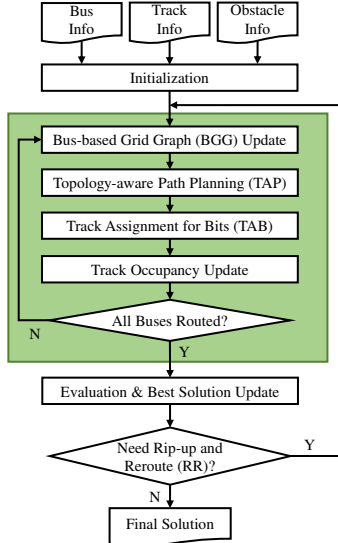 Bus
Info
Track
Info
Obstacle
Info
Initialization
Bus-based Grid Graph (BGG) Update
Topology-aware Path Planning (TAP)
Track Assignment for Bits (TAB)
Track Occupancy Update
All Buses Routed?
N
Y
Evaluation & Best Solution Update
Need Rip-up and
Reroute (RR)?
Y
N
Final Solution